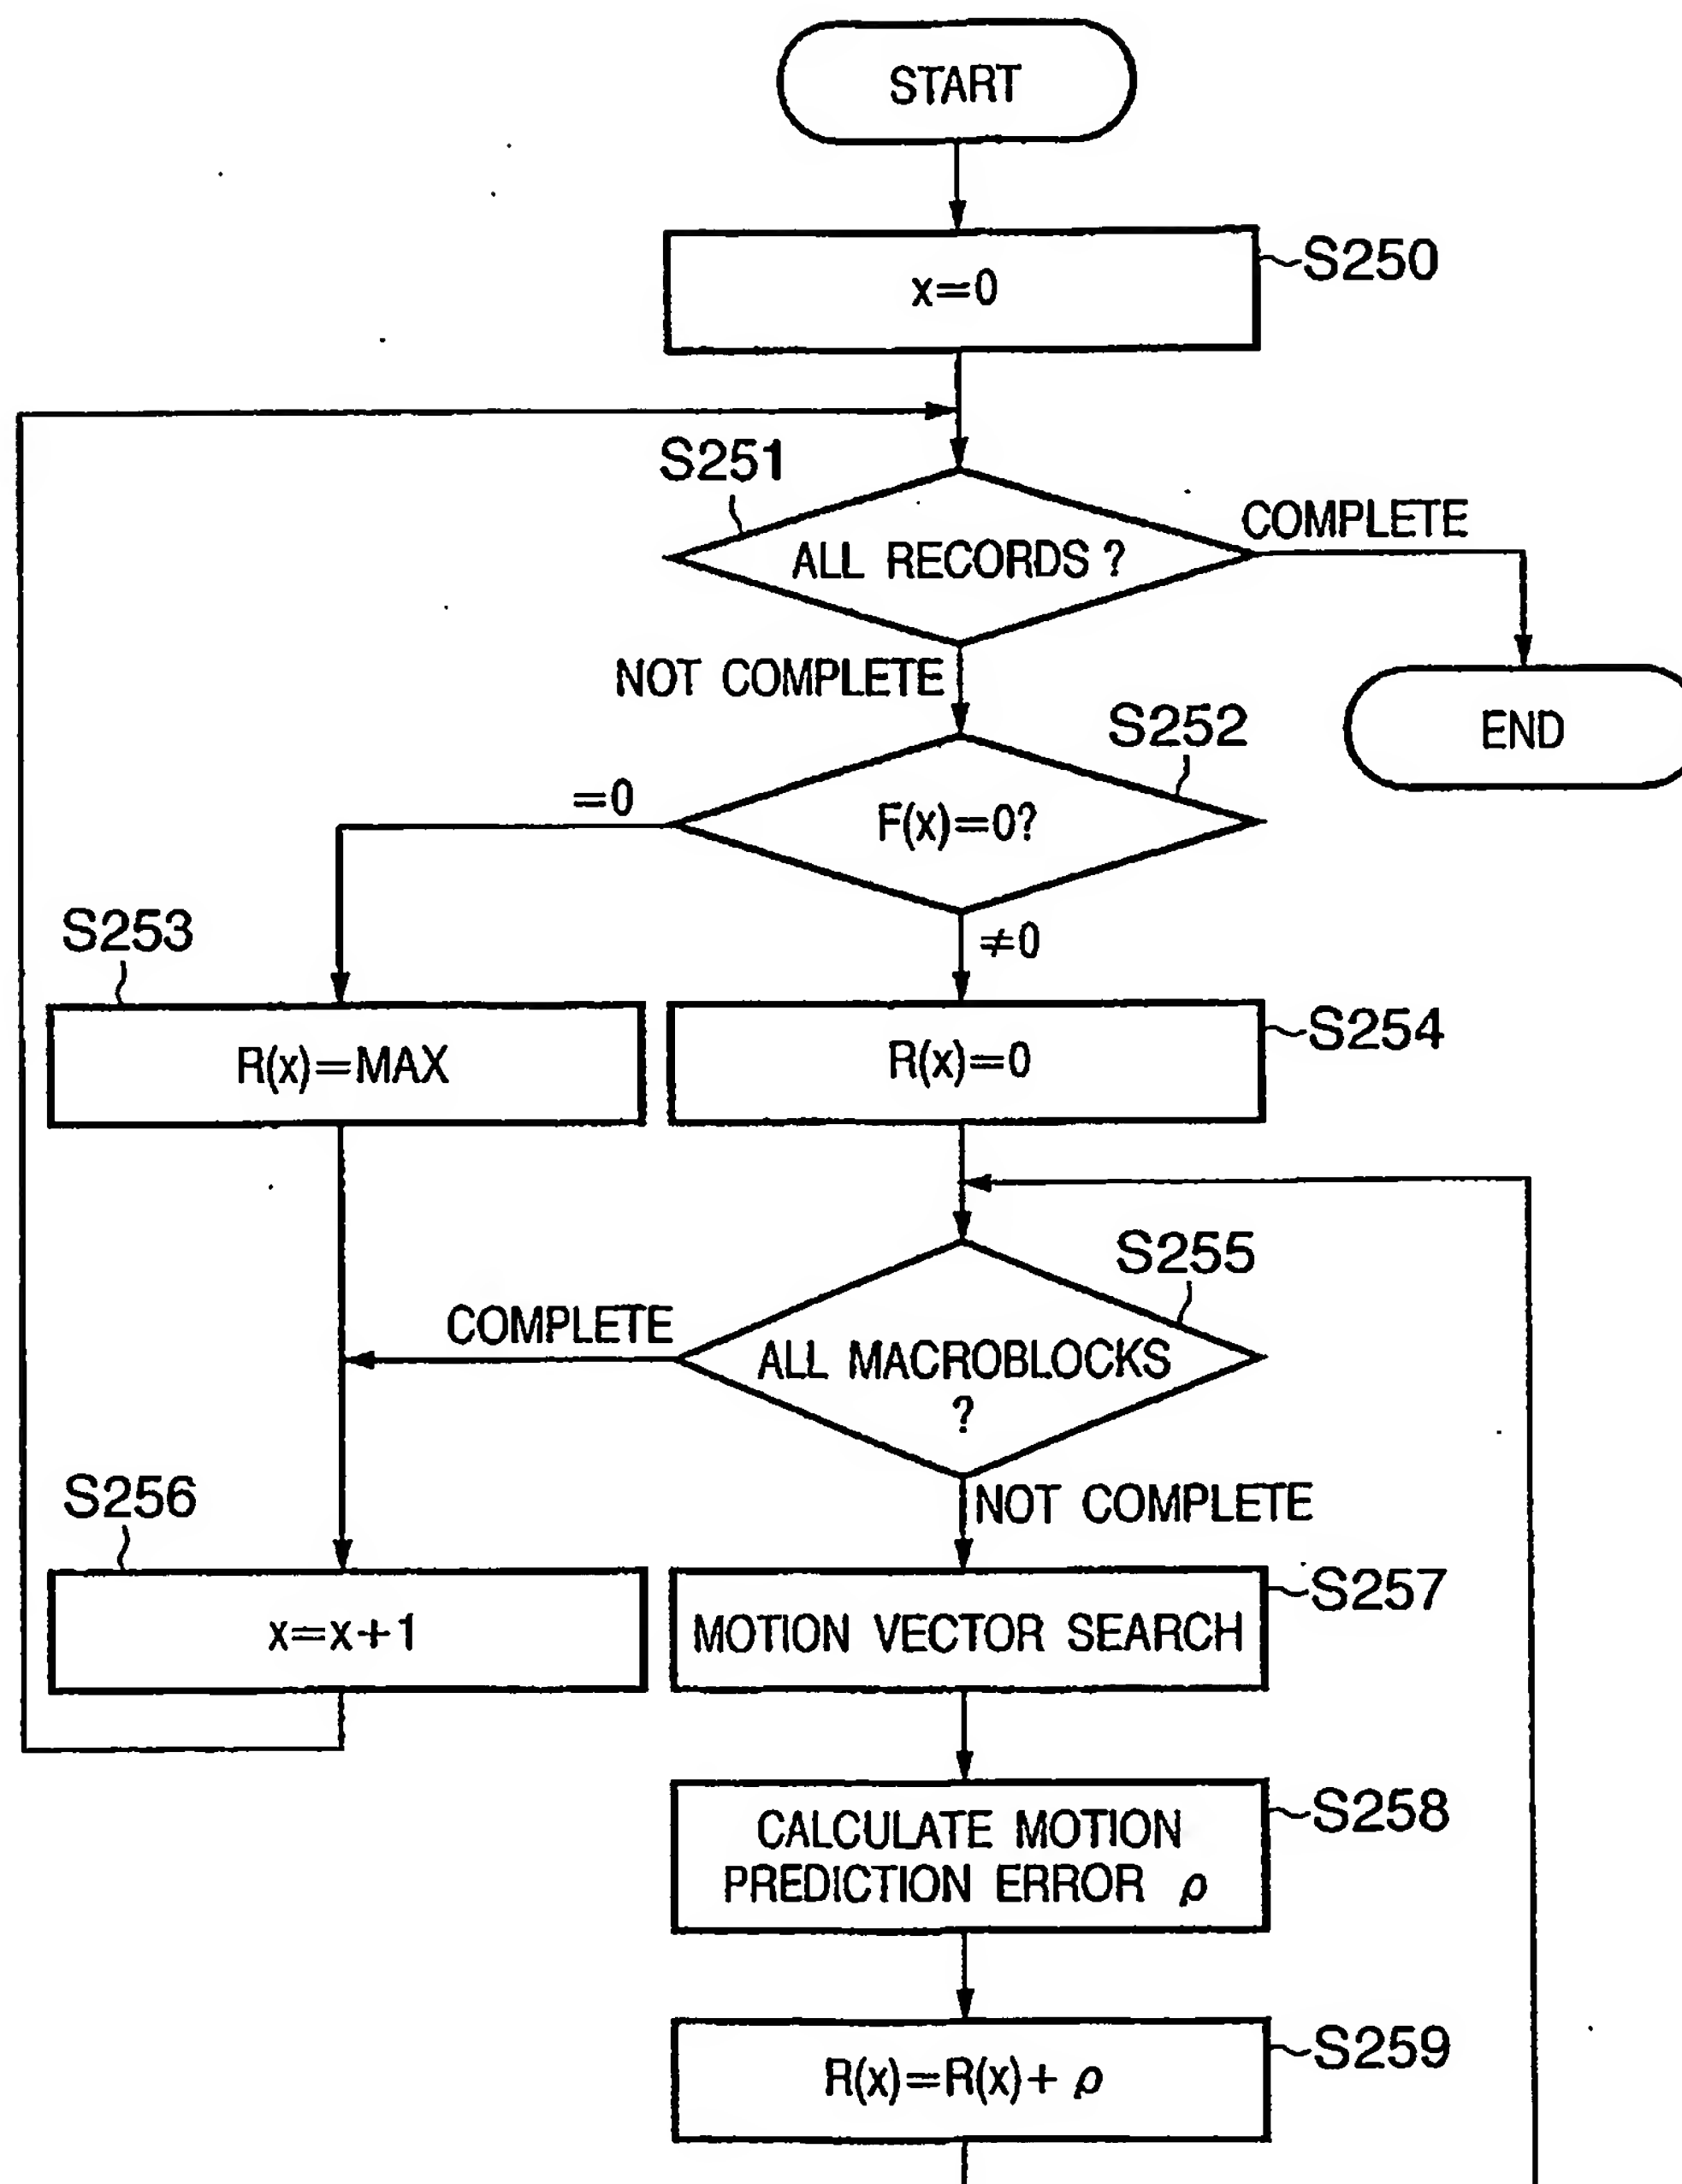 START
x=0
S250
S251
ALL RECORDS ?
COMPLETE
NOT COMPLETE
END
S252
F(x)=0?
=0
≠0
S253
R(x)=MAX
R(x)=0
S254
S255
ALL MACROBLOCKS
?
COMPLETE
NOT COMPLETE
S256
x=x+1
MOTION VECTOR SEARCH
S257
CALCULATE MOTION
PREDICTION ERROR ρ
S258
R(x)=R(x)+ ρ
S259